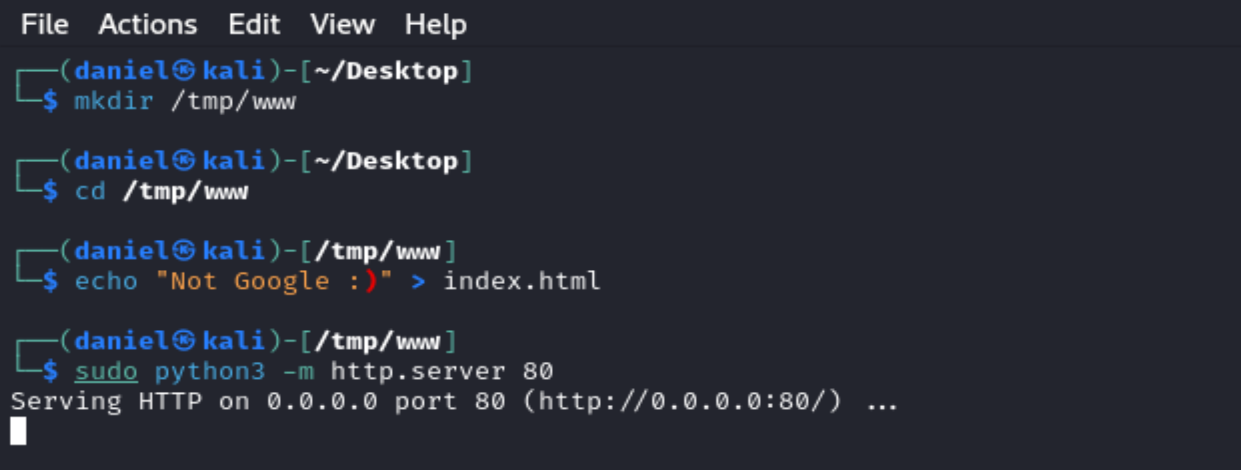 File Actions Edit View Help
┌──(daniel㉿kali)-[~/Desktop]
└─$ mkdir /tmp/www
┌──(daniel㉿kali)-[~/Desktop]
└─$ cd /tmp/www
┌──(daniel㉿kali)-[/tmp/www]
└─$ echo "Not Google :)" > index.html
┌──(daniel㉿kali)-[/tmp/www]
└─$ sudo python3 -m http.server 80
Serving HTTP on 0.0.0.0 port 80 (http://0.0.0.0:80/) ...